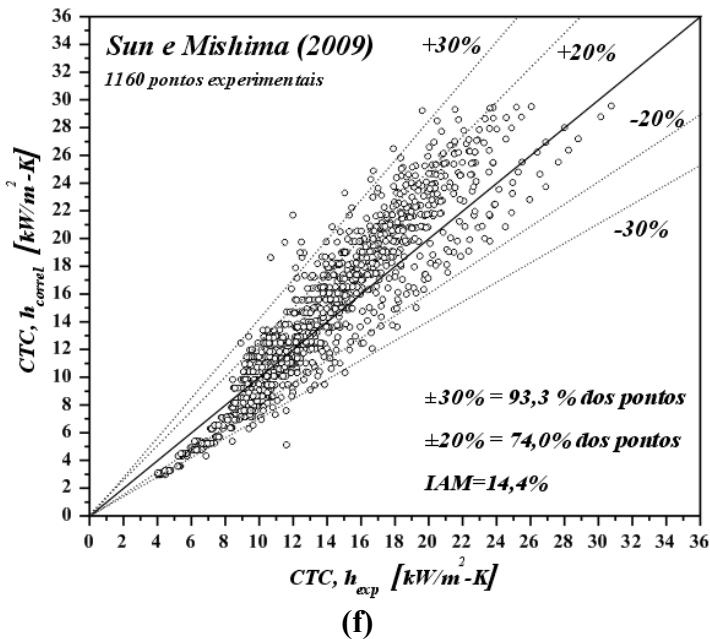 Sun e Mishima (2009)
1160 pontos experimentais
+30%
+20%
-20%
-30%
±30% = 93,3 % dos pontos
±20% = 74,0% dos pontos
IAM=14,4%
CTC, h_correl [kW/m²-K]
36
34
32
30
28
26
24
22
20
18
16
14
12
10
8
6
4
2
0
0 2 4 6 8 10 12 14 16 18 20 22 24 26 28 30 32 34 36
CTC, h_exp [kW/m²-K]
(f)